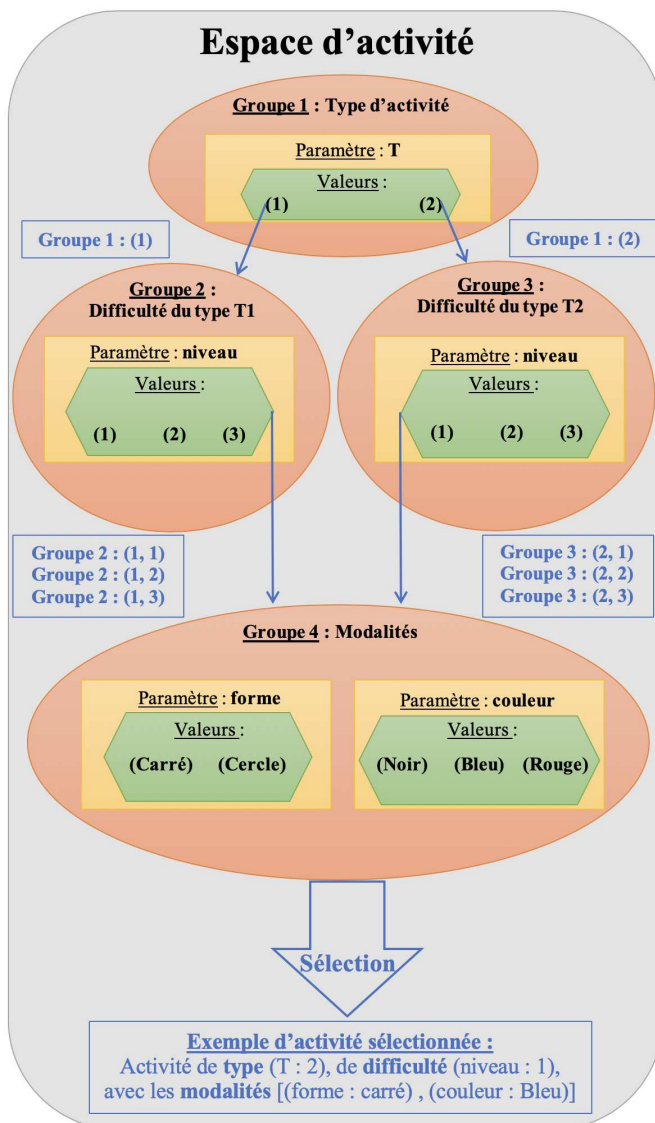 Espace d'activité
Groupe 1 : Type d'activité
Paramètre : T
Valeurs :
(1) (2)
Groupe 1 : (1)
Groupe 1 : (2)
Groupe 2 :
Difficulté du type T1
Paramètre : niveau
Valeurs :
(1) (2) (3)
Groupe 3 :
Difficulté du type T2
Paramètre : niveau
Valeurs :
(1) (2) (3)
Groupe 2 : (1, 1)
Groupe 2 : (1, 2)
Groupe 2 : (1, 3)
Groupe 3 : (2, 1)
Groupe 3 : (2, 2)
Groupe 3 : (2, 3)
Groupe 4 : Modalités
Paramètre : forme
Valeurs :
(Carré) (Cercle)
Paramètre : couleur
Valeurs :
(Noir) (Bleu) (Rouge)
Sélection
Exemple d'activité sélectionnée :
Activité de type (T : 2), de difficulté (niveau : 1),
avec les modalités [(forme : carré) , (couleur : Bleu)]